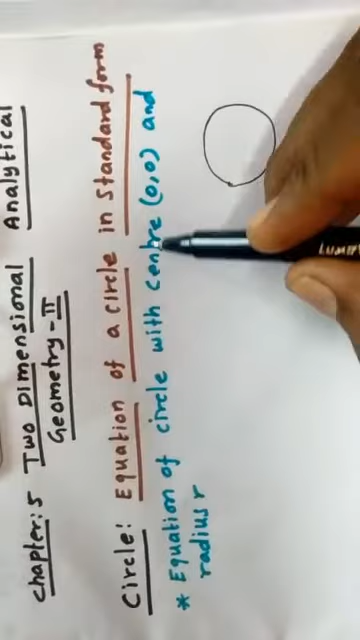 Chapter: 5 Two Dimensional Analytical
Geometry-II
Circle: Equation of a circle in standard form
* Equation of circle with centre (0,0) and
radius r